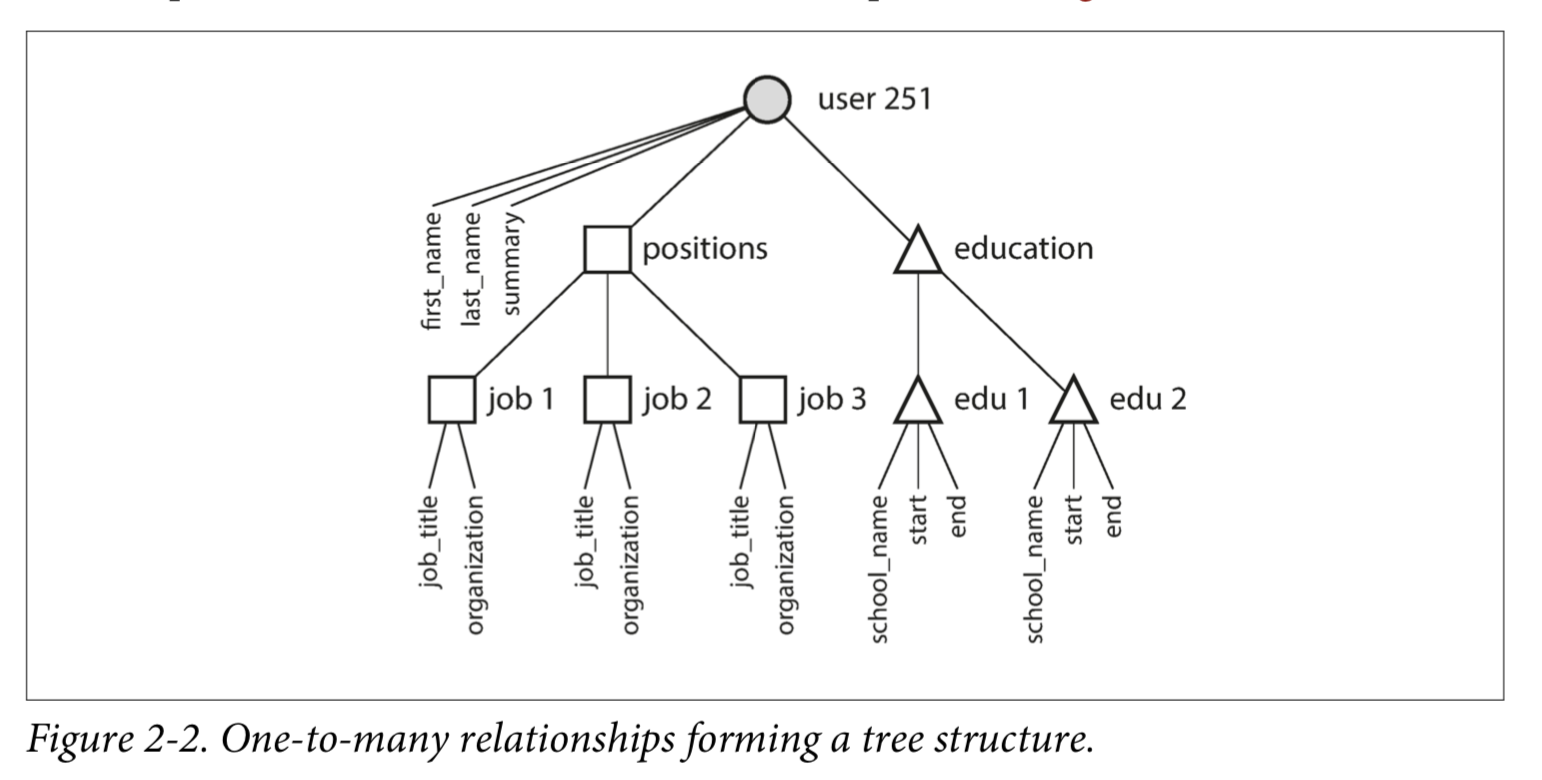 user 251
first_name
last_name
summary
positions
education
job 1
job 2
job 3
edu 1
edu 2
job_title
organization
job_title
organization
job_title
organization
school_name
start
end
school_name
start
end
Figure 2-2. One-to-many relationships forming a tree structure.